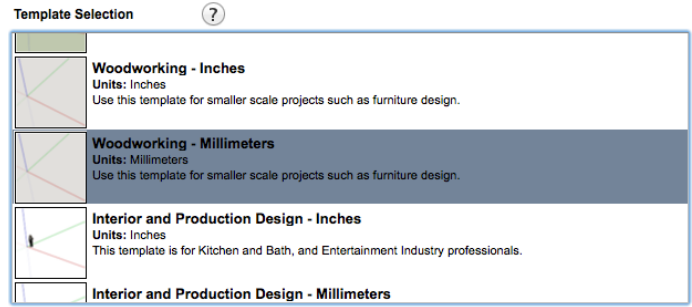 Template Selection ?
Woodworking - Inches
Units: Inches
Use this template for smaller scale projects such as furniture design.
Woodworking - Millimeters
Units: Millimeters
Use this template for smaller scale projects such as furniture design.
Interior and Production Design - Inches
Units: Inches
This template is for Kitchen and Bath, and Entertainment Industry professionals.
Interior and Production Design - Millimeters